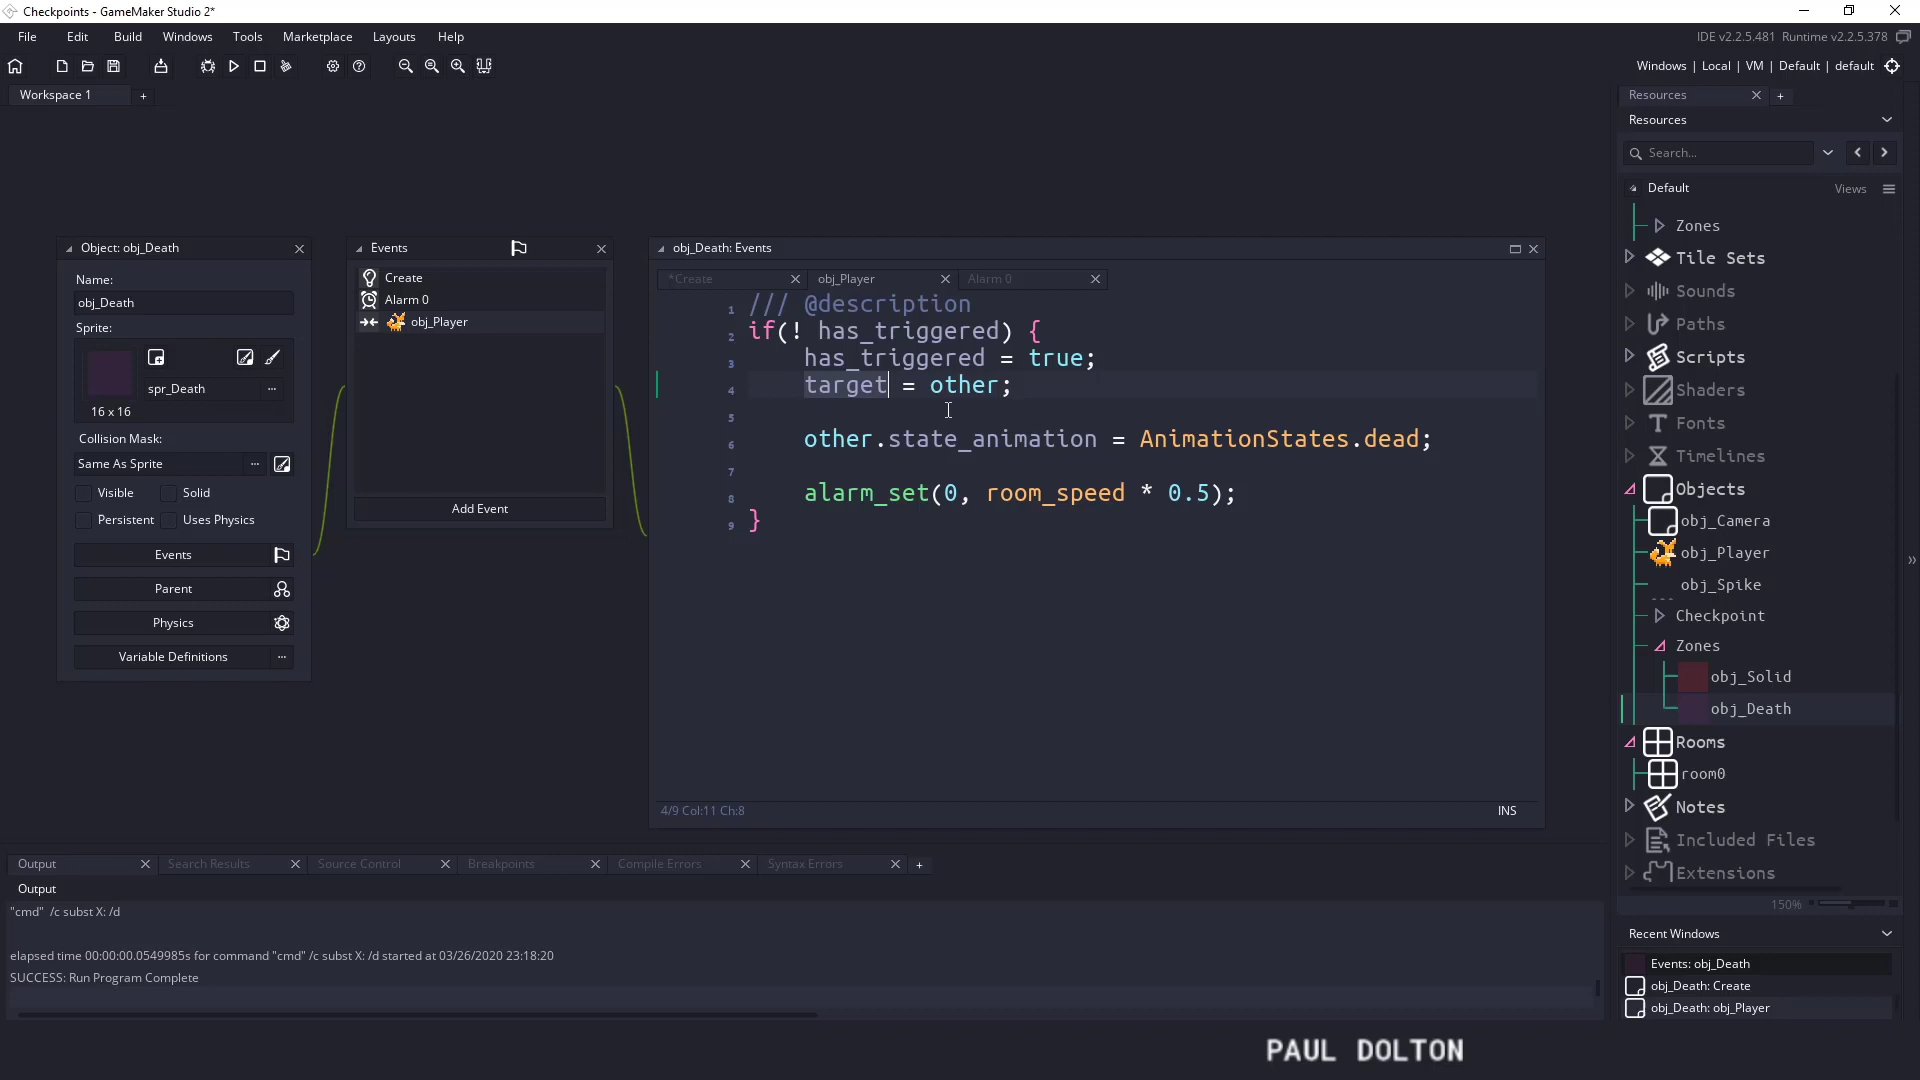 Checkpoints - GameMaker Studio 2*
File Edit Build Windows Tools Marketplace Layouts Help
IDE v2.2.5.481 Runtime v2.2.5.378
Windows | Local | VM | Default | default
Workspace 1
+
Object: obj_Death
Name:
obj_Death
Sprite:
spr_Death
...
16 x 16
Collision Mask:
Same As Sprite
...
Visible
Solid
Persistent
Uses Physics
Events
Parent
Physics
Variable Definitions
...
Events
Create
Alarm 0
obj_Player
Add Event
obj_Death: Events
*Create
obj_Player
Alarm 0
1 /// @description
2 if(! has_triggered) {
3 has_triggered = true;
4 target = other;
5
6 other.state_animation = AnimationStates.dead;
7
8 alarm_set(0, room_speed * 0.5);
9 }
4/9 Col:11 Ch:8
INS
Output
Search Results
Source Control
Breakpoints
Compile Errors
Syntax Errors
+
Output
"cmd" /c subst X: /d
elapsed time 00:00:00.0549985s for command "cmd" /c subst X: /d started at 03/26/2020 23:18:20
SUCCESS: Run Program Complete
Resources
+
Resources
Search...
Default
Views
Zones
Tile Sets
Sounds
Paths
Scripts
Shaders
Fonts
Timelines
Objects
obj_Camera
obj_Player
obj_Spike
Checkpoint
Zones
obj_Solid
obj_Death
Rooms
room0
Notes
Included Files
Extensions
150%
Recent Windows
Events: obj_Death
obj_Death: Create
obj_Death: obj_Player
PAUL DOLTON